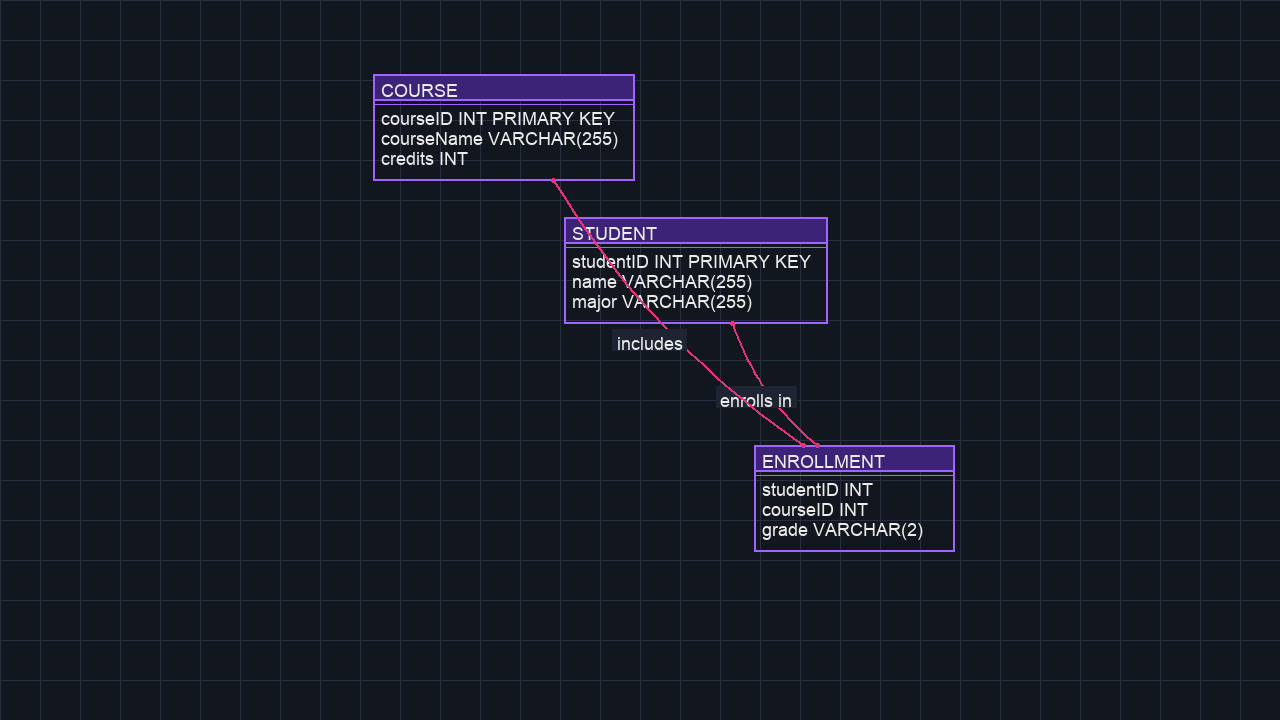 COURSE
courseID INT PRIMARY KEY
courseName VARCHAR(255)
credits INT
STUDENT
studentID INT PRIMARY KEY
name VARCHAR(255)
major VARCHAR(255)
includes
enrolls in
ENROLLMENT
studentID INT
courseID INT
grade VARCHAR(2)